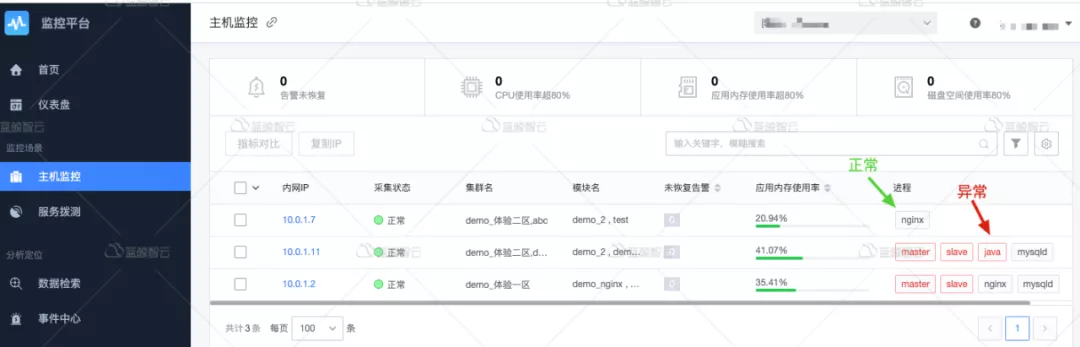 监控平台
主机监控
首页
仪表盘
监控场景
主机监控
服务拨测
分析定位
数据检索
事件中心
0
告警未恢复
0
CPU使用率超80%
0
应用内存使用率超80%
0
磁盘空间使用率80%
指标对比
复制IP
输入关键字，模糊搜索
正常
异常
内网IP 采集状态 集群名 模块名 未恢复告警 应用内存使用率 进程
10.0.1.7 正常 demo_体验二区,abc demo_2 , test 0 20.94% nginx
10.0.1.11 正常 demo_体验二区,d... demo_2 , dem... 0 41.07% master slave java mysqld
10.0.1.2 正常 demo_体验一区 demo_nginx , ... 0 35.41% master slave nginx mysqld
共计 3 条 每页 100 条
1
蓝鲸智云